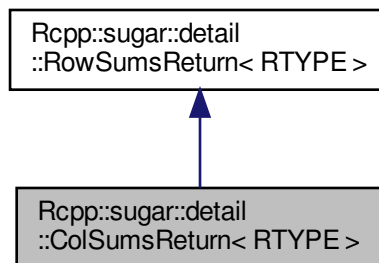 Rcpp::sugar::detail
::RowSumsReturn< RTYPE >
Rcpp::sugar::detail
::ColSumsReturn< RTYPE >